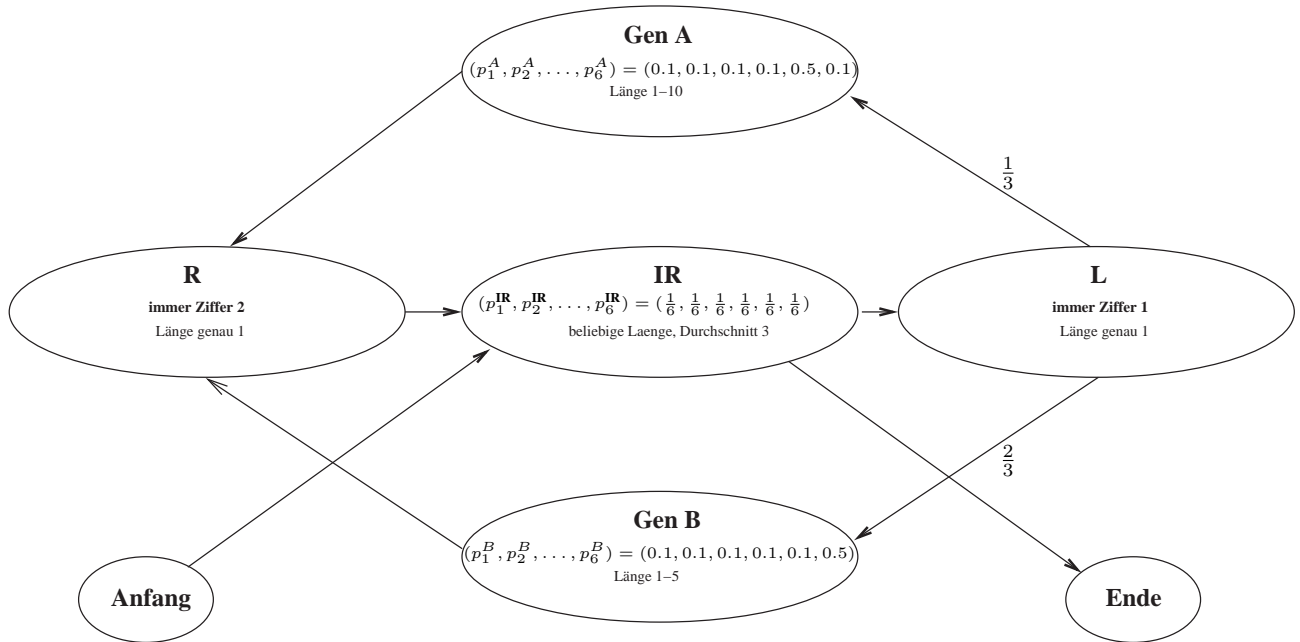 Gen A
(p_1^A, p_2^A, . . . , p_6^A) = (0.1, 0.1, 0.1, 0.1, 0.5, 0.1)
Länge 1–10
1/3
R
immer Ziffer 2
Länge genau 1
IR
(p_1^IR, p_2^IR, . . . , p_6^IR) = (1/6, 1/6, 1/6, 1/6, 1/6, 1/6)
beliebige Laenge, Durchschnitt 3
L
immer Ziffer 1
Länge genau 1
2/3
Gen B
(p_1^B, p_2^B, . . . , p_6^B) = (0.1, 0.1, 0.1, 0.1, 0.1, 0.5)
Länge 1–5
Anfang
Ende